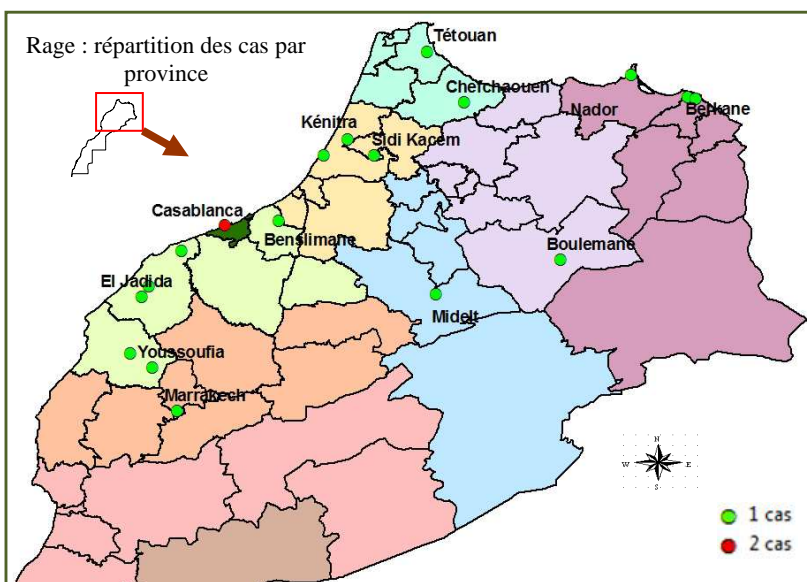 Rage : répartition des cas par
province
Tétouan
Chefchaouen
Nador
Berkane
Kénitra
Sidi Kacem
Casablanca
Benslimane
Boulemane
El Jadida
Midelt
Youssoufia
Marrakech
N
W E
S
1 cas
2 cas